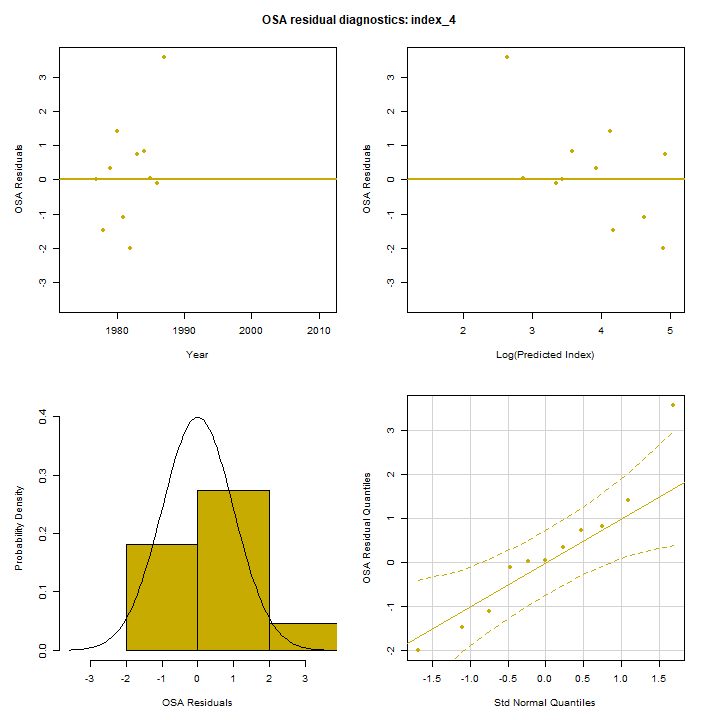 OSA residual diagnostics: index_4
OSA Residuals
3
2
1
0
-1
-2
-3
1980 1990 2000 2010
Year
OSA Residuals
3
2
1
0
-1
-2
-3
2 3 4 5
Log(Predicted Index)
Probability Density
0.4
0.3
0.2
0.1
0.0
-3 -2 -1 0 1 2 3
OSA Residuals
OSA Residual Quantiles
3
2
1
0
-1
-2
-1.5 -1.0 -0.5 0.0 0.5 1.0 1.5
Std Normal Quantiles